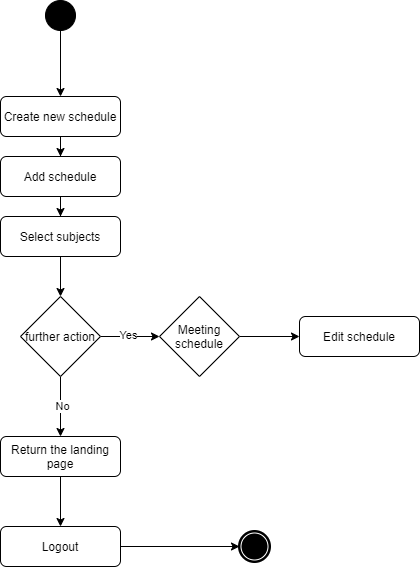 Create new schedule
Add schedule
Select subjects
further action
Yes
Meeting
schedule
Edit schedule
No
Return the landing
page
Logout